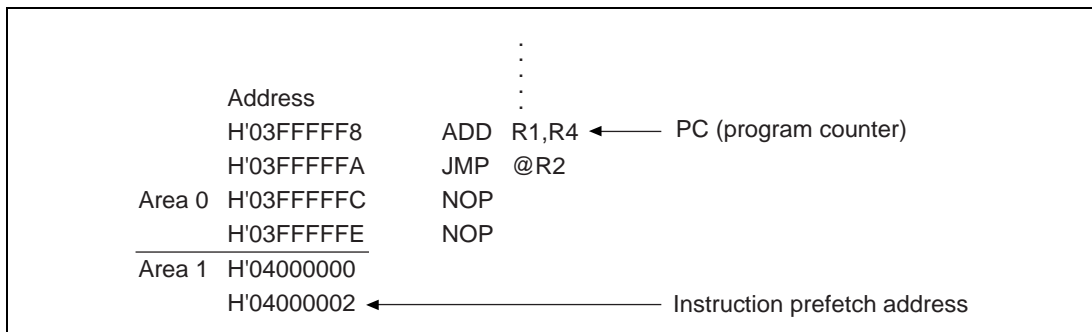 .
.
.
.
.
Address
H'03FFFFF8 ADD R1,R4 PC (program counter)
H'03FFFFFA JMP @R2
Area 0 H'03FFFFFC NOP
H'03FFFFFE NOP
Area 1 H'04000000
H'04000002 Instruction prefetch address